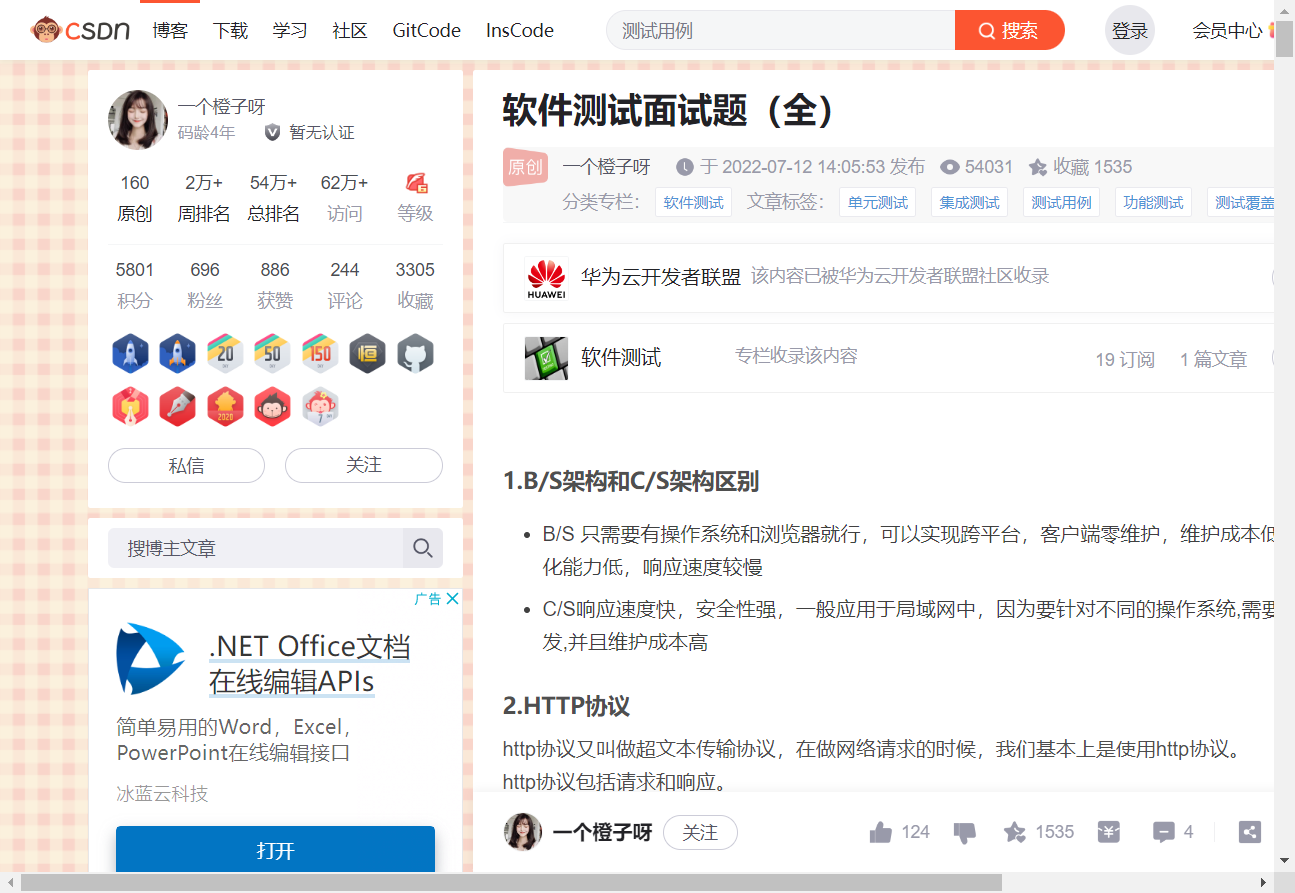 CSDN 博客 下载 学习 社区 GitCode InsCode 测试用例 搜索 登录 会员中心
一个橙子呀
码龄4年 暂无认证
160 2万+ 54万+ 62万+
原创 周排名 总排名 访问 等级
5801 696 886 244 3305
积分 粉丝 获赞 评论 收藏
20 50 150
2020 7
私信 关注
搜博主文章
广告
.NET Office文档
在线编辑APIs
简单易用的Word，Excel，
PowerPoint在线编辑接口
冰蓝云科技
打开
软件测试面试题（全）
原创 一个橙子呀 于 2022-07-12 14:05:53 发布 54031 收藏 1535
分类专栏： 软件测试 文章标签： 单元测试 集成测试 测试用例 功能测试 测试覆盖
HUAWEI 华为云开发者联盟 该内容已被华为云开发者联盟社区收录
软件测试 专栏收录该内容 19 订阅 1 篇文章
1.B/S架构和C/S架构区别
• B/S 只需要有操作系统和浏览器就行，可以实现跨平台，客户端零维护，维护成本低
化能力低，响应速度较慢
• C/S响应速度快，安全性强，一般应用于局域网中，因为要针对不同的操作系统,需要
发,并且维护成本高
2.HTTP协议
http协议又叫做超文本传输协议，在做网络请求的时候，我们基本上是使用http协议。
http协议包括请求和响应。
一个橙子呀 关注 124 1535 4